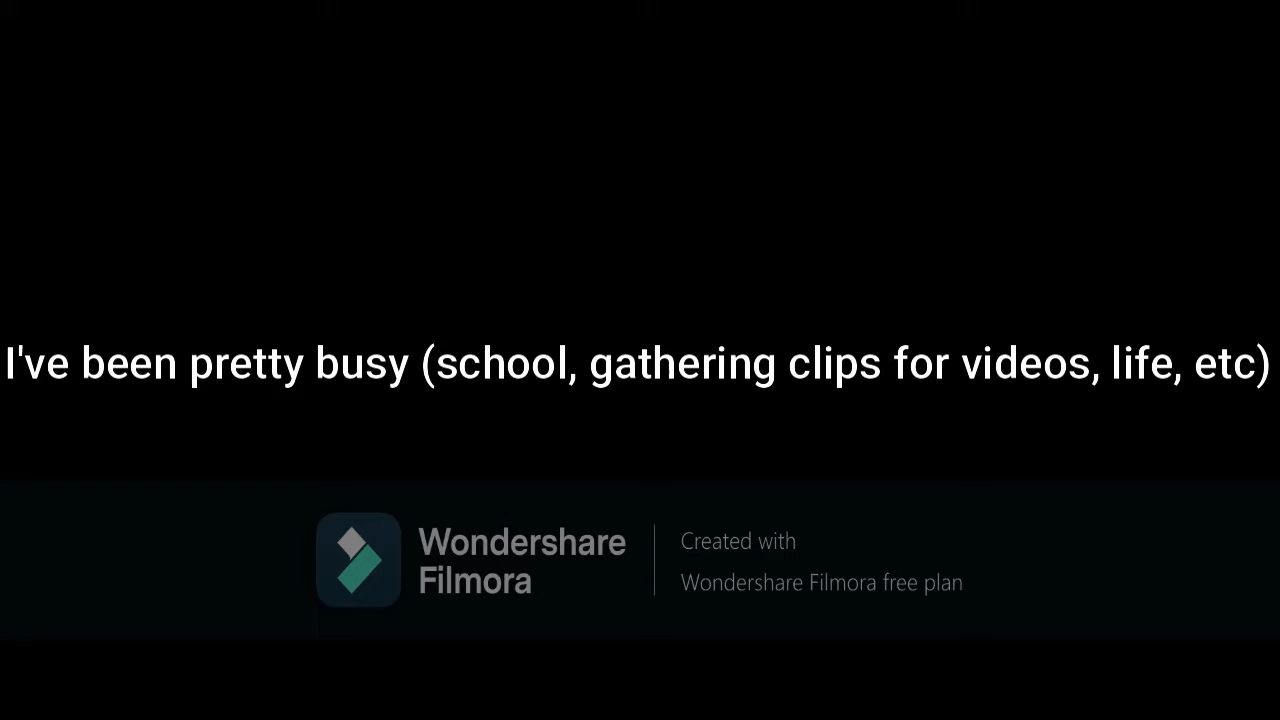 I've been pretty busy (school, gathering clips for videos, life, etc)
Wondershare
Filmora
Created with
Wondershare Filmora free plan